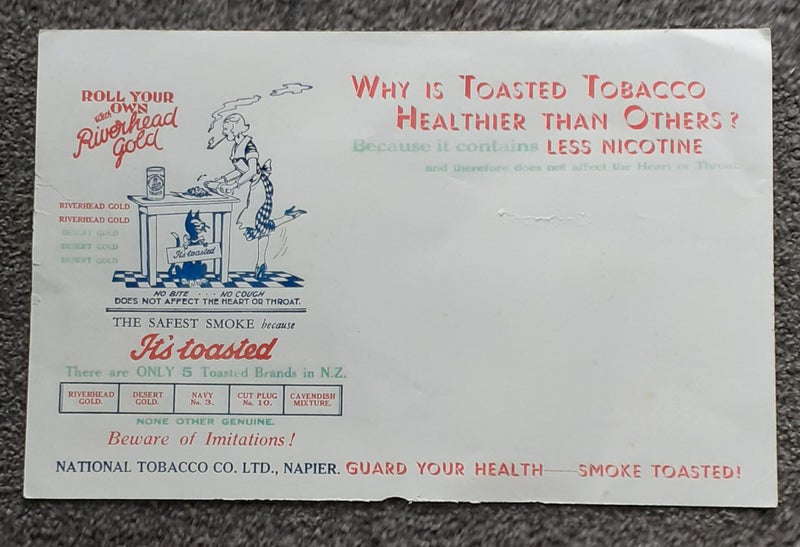 ROLL YOUR
OWN
with
Riverhead
Gold
RIVERHEAD GOLD
RIVERHEAD GOLD
DESERT GOLD
DESERT GOLD
DESERT GOLD
It's toasted
NO BITE ... NO COUGH
DOES NOT AFFECT THE HEART OR THROAT.
THE SAFEST SMOKE because
It's toasted
There are ONLY 5 Toasted Brands in N.Z.
RIVERHEAD GOLD. DESERT GOLD. NAVY No. 3. CUT PLUG No. 10. CAVENDISH MIXTURE.
NONE OTHER GENUINE.
Beware of Imitations!
WHY IS TOASTED TOBACCO
HEALTHIER THAN OTHERS?
Because it contains LESS NICOTINE
and therefore does not affect the Heart or Throat.
NATIONAL TOBACCO CO. LTD., NAPIER. GUARD YOUR HEALTH—SMOKE TOASTED!